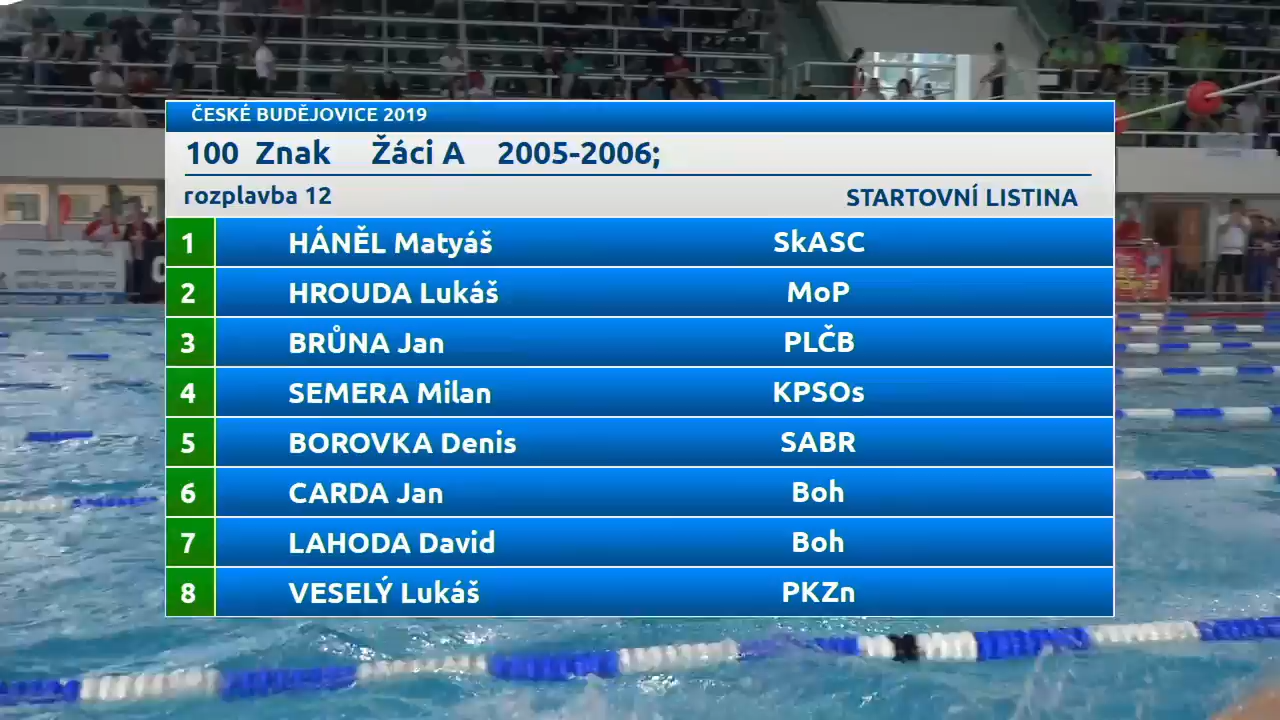 ČESKÉ BUDĚJOVICE 2019
100 Znak Žáci A 2005-2006;
rozplavba 12 STARTOVNÍ LISTINA
1 HÁNĚL Matyáš SkASC
2 HROUDA Lukáš MoP
3 BRŮNA Jan PLČB
4 SEMERA Milan KPSOs
5 BOROVKA Denis SABR
6 CARDA Jan Boh
7 LAHODA David Boh
8 VESELÝ Lukáš PKZn